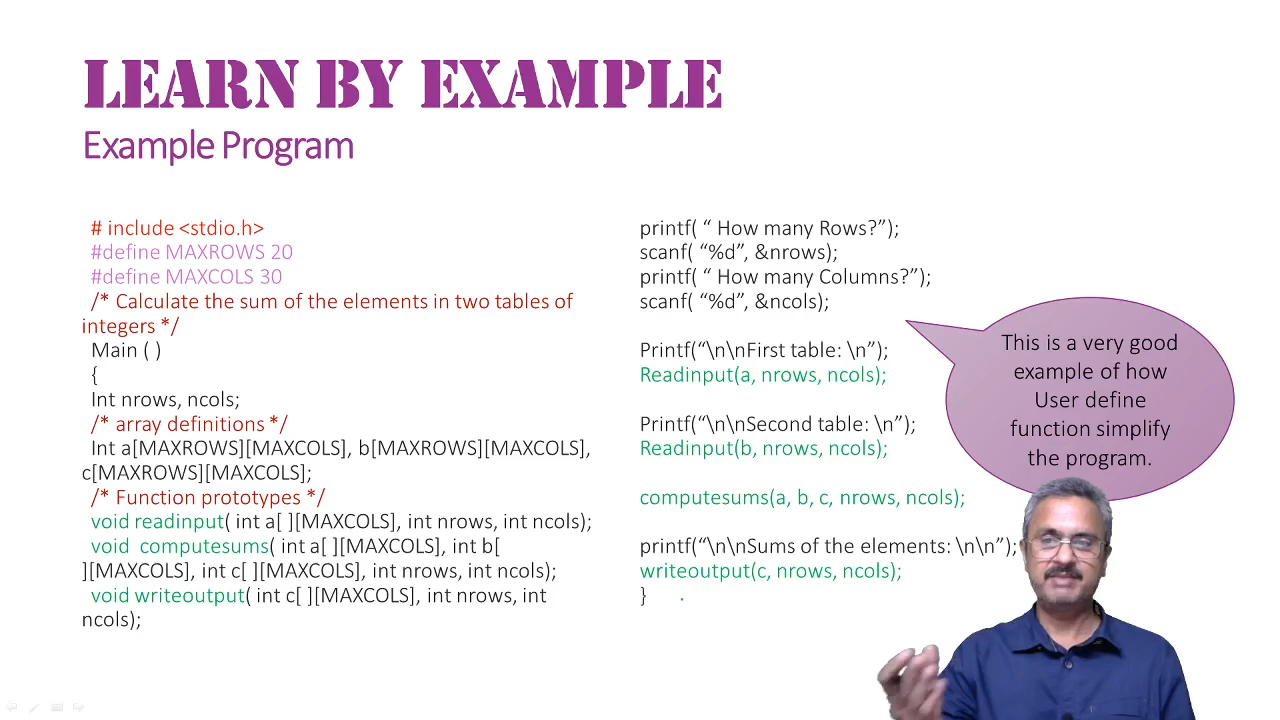 LEARN BY EXAMPLE
Example Program
# include <stdio.h>
#define MAXROWS 20
#define MAXCOLS 30
/* Calculate the sum of the elements in two tables of
integers */
Main ( )
{
Int nrows, ncols;
/* array definitions */
Int a[MAXROWS][MAXCOLS], b[MAXROWS][MAXCOLS],
c[MAXROWS][MAXCOLS];
/* Function prototypes */
void readinput( int a[ ][MAXCOLS], int nrows, int ncols);
void  computesums( int a[ ][MAXCOLS], int b[
][MAXCOLS], int c[ ][MAXCOLS], int nrows, int ncols);
void writeoutput( int c[ ][MAXCOLS], int nrows, int
ncols);
printf( “ How many Rows?”);
scanf( “%d”, &nrows);
printf( “ How many Columns?”);
scanf( “%d”, &ncols);
Printf(“\n\nFirst table: \n”);
Readinput(a, nrows, ncols);
Printf(“\n\nSecond table: \n”);
Readinput(b, nrows, ncols);
computesums(a, b, c, nrows, ncols);
printf(“\n\nSums of the elements: \n\n”);
writeoutput(c, nrows, ncols);
}
This is a very good
example of how
User define
function simplify
the program.